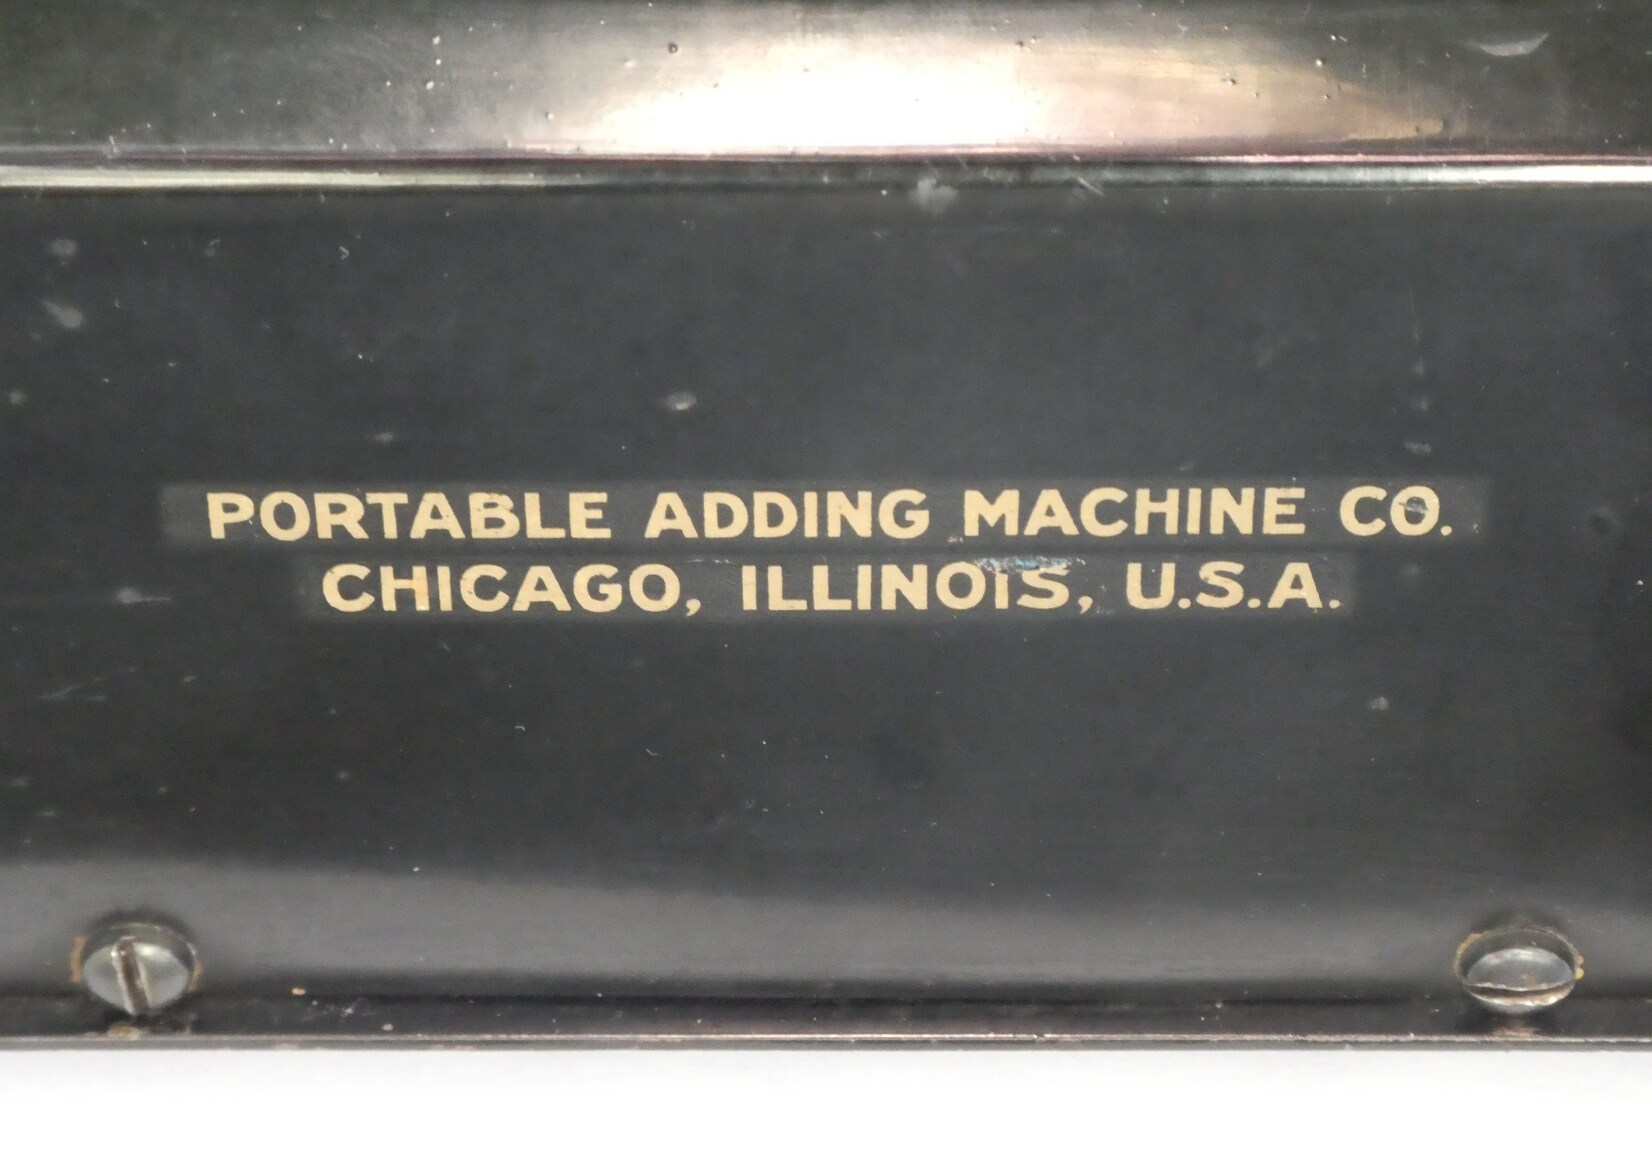 PORTABLE ADDING MACHINE CO.
CHICAGO, ILLINOIS, U.S.A.